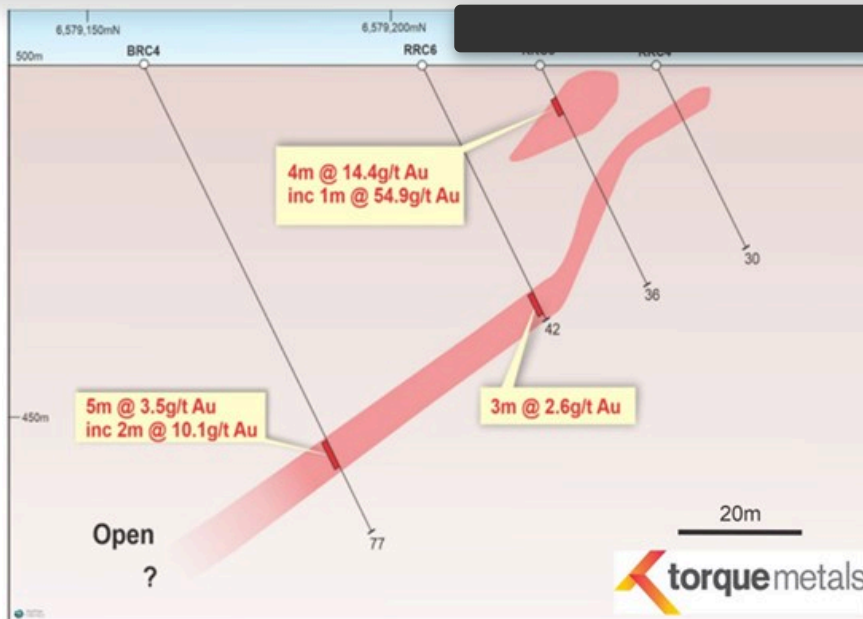 6,579,150mN
6,579,200mN
500m
BRC4
RRC6
4m @ 14.4g/t Au
inc 1m @ 54.9g/t Au
30
36
42
450m
5m @ 3.5g/t Au
inc 2m @ 10.1g/t Au
3m @ 2.6g/t Au
20m
Open
77
?
torquemetals